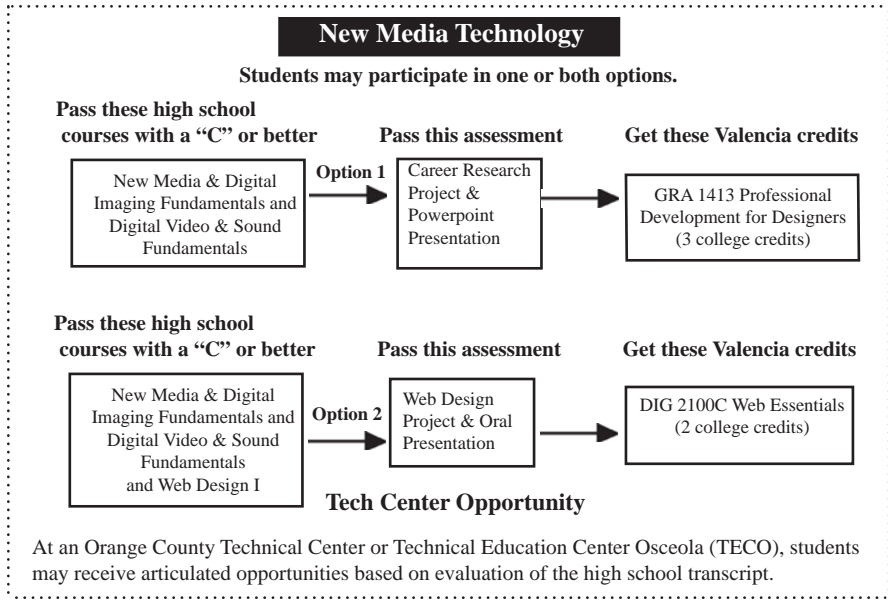 New Media Technology
Students may participate in one or both options.
Pass these high school
courses with a “C” or better
Pass this assessment
Get these Valencia credits
New Media & Digital
Imaging Fundamentals and
Digital Video & Sound
Fundamentals
Option 1
Career Research
Project &
Powerpoint
Presentation
GRA 1413 Professional
Development for Designers
(3 college credits)
Pass these high school
courses with a “C” or better
Pass this assessment
Get these Valencia credits
New Media & Digital
Imaging Fundamentals and
Digital Video & Sound
Fundamentals
and Web Design I
Option 2
Web Design
Project & Oral
Presentation
DIG 2100C Web Essentials
(2 college credits)
Tech Center Opportunity
At an Orange County Technical Center or Technical Education Center Osceola (TECO), students
may receive articulated opportunities based on evaluation of the high school transcript.